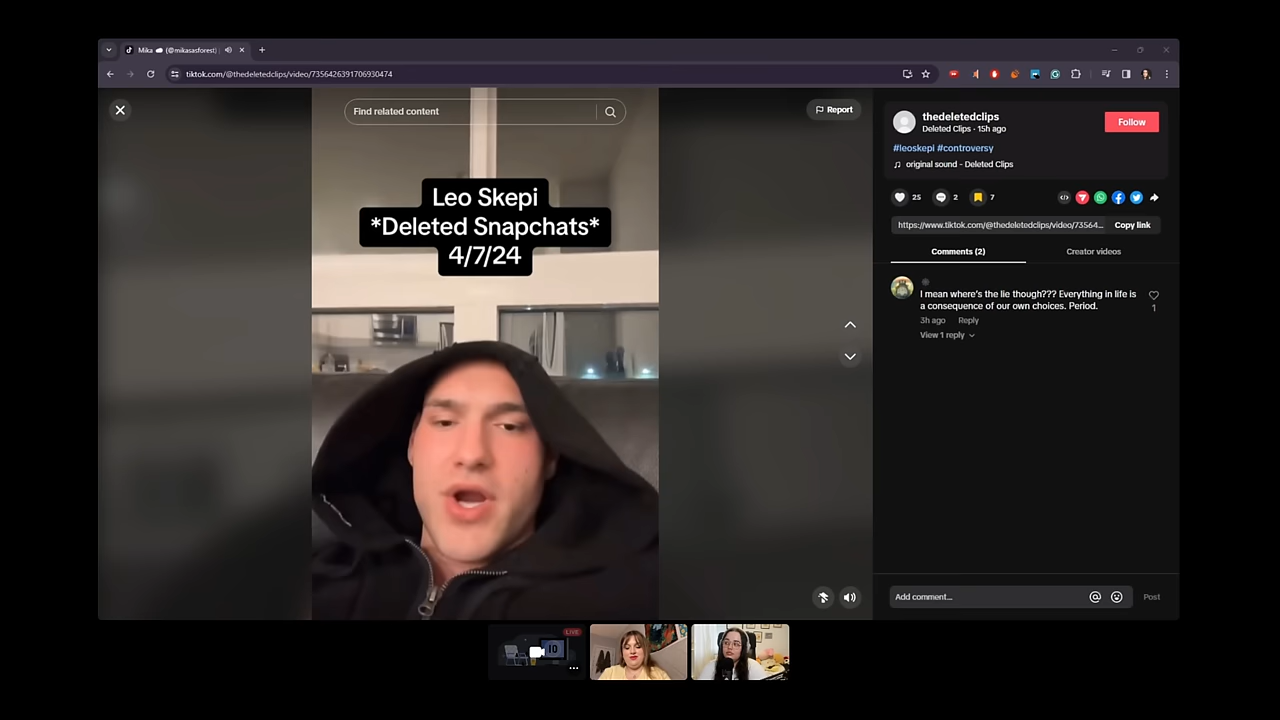 Mika ☁ (@mikasasforest)
tiktok.com/@thedeletedclips/video/7356426391706930474
Find related content
Report
Leo Skepi
*Deleted Snapchats*
4/7/24
thedeletedclips
Deleted Clips · 15h ago
Follow
#leoskepi #controversy
original sound - Deleted Clips
25
2
7
https://www.tiktok.com/@thedeletedclips/video/73564...
Copy link
Comments (2)
Creator videos
I mean where's the lie though??? Everything in life is
a consequence of our own choices. Period.
1
3h ago
Reply
View 1 reply
Add comment...
Post
LIVE